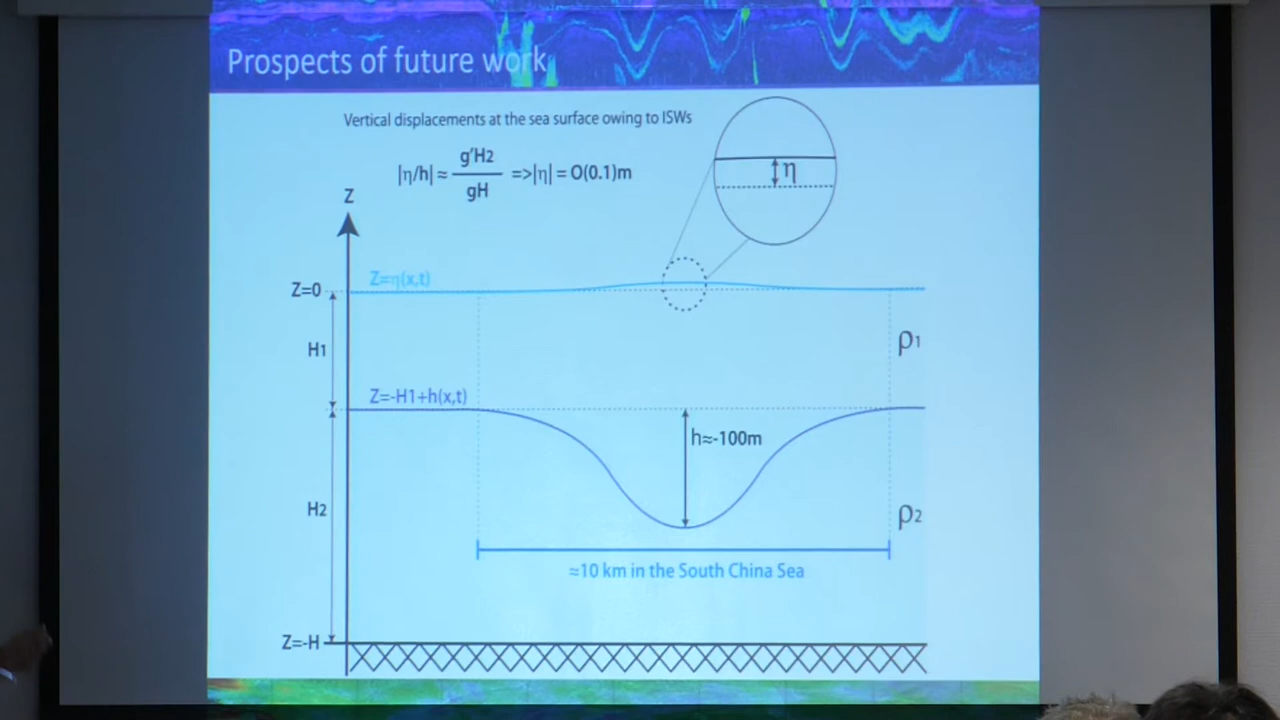 Prospects of future work
Vertical displacements at the sea surface owing to ISWs
|η/h| ≈ g'H2 / gH =>|η| = O(0.1)m
η
Z
Z=η(x,t)
Z=0
ρ1
H1
Z=-H1+h(x,t)
h≈-100m
H2
ρ2
≈10 km in the South China Sea
Z=-H